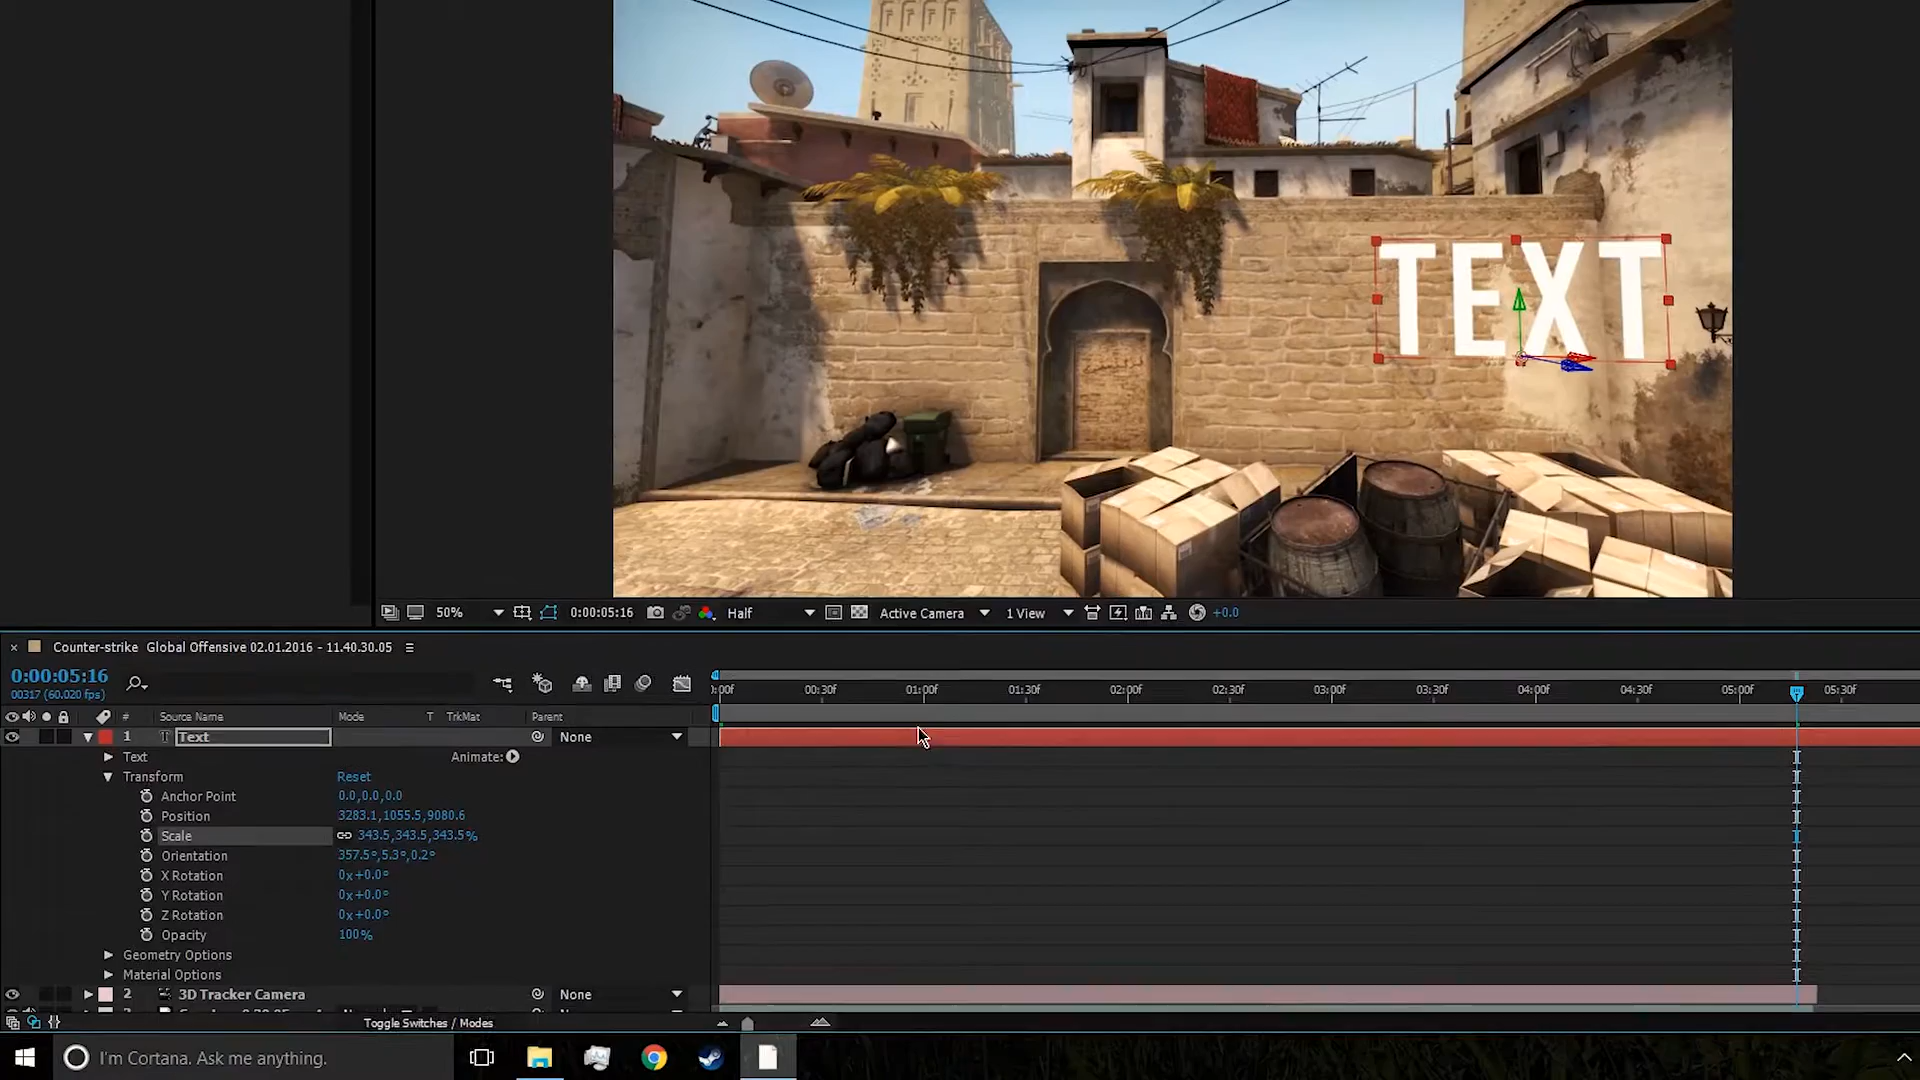 TEXT
50% 0:00:05:16 Half Active Camera 1 View +0.0
Counter-strike Global Offensive 02.01.2016 - 11.40.30.05
0:00:05:16
00317 (60.020 fps)
:00f 00:30f 01:00f 01:30f 02:00f 02:30f 03:00f 03:30f 04:00f 04:30f 05:00f 05:30f
# Source Name Mode T TrkMat Parent
1 T Text None
Text Animate:
Transform Reset
Anchor Point 0.0,0.0,0.0
Position 3283.1,1055.5,9080.6
Scale 343.5,343.5,343.5%
Orientation 357.5°,5.3°,0.2°
X Rotation 0x+0.0°
Y Rotation 0x+0.0°
Z Rotation 0x+0.0°
Opacity 100%
Geometry Options
Material Options
2 3D Tracker Camera None
Toggle Switches / Modes
I'm Cortana. Ask me anything.